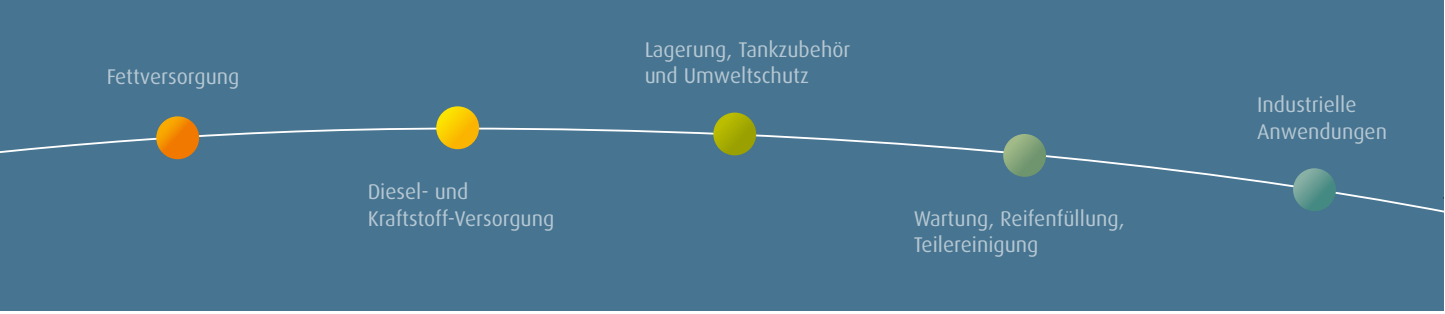 Fettversorgung
Diesel- und
Kraftstoff-Versorgung
Lagerung, Tankzubehör
und Umweltschutz
Wartung, Reifenfüllung,
Teilereinigung
Industrielle
Anwendungen